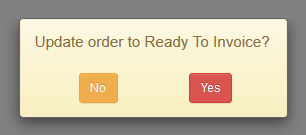 Update order to Ready To Invoice?
No Yes